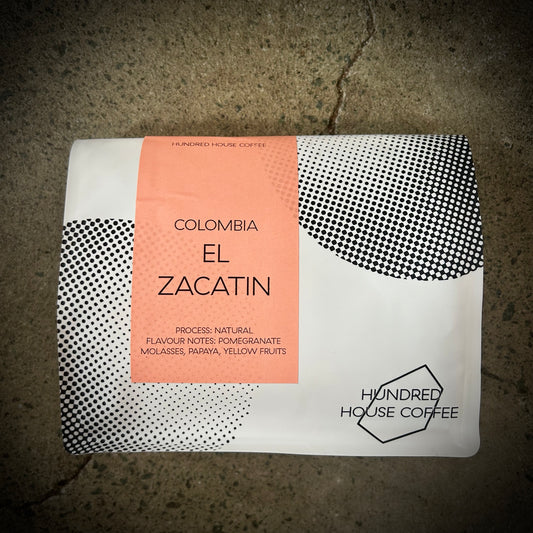 HUNDRED HOUSE COFFEE
COLOMBIA
EL
ZACATIN
PROCESS: NATURAL
FLAVOUR NOTES: POMEGRANATE
MOLASSES, PAPAYA, YELLOW FRUITS
HUNDRED
HOUSE COFFEE